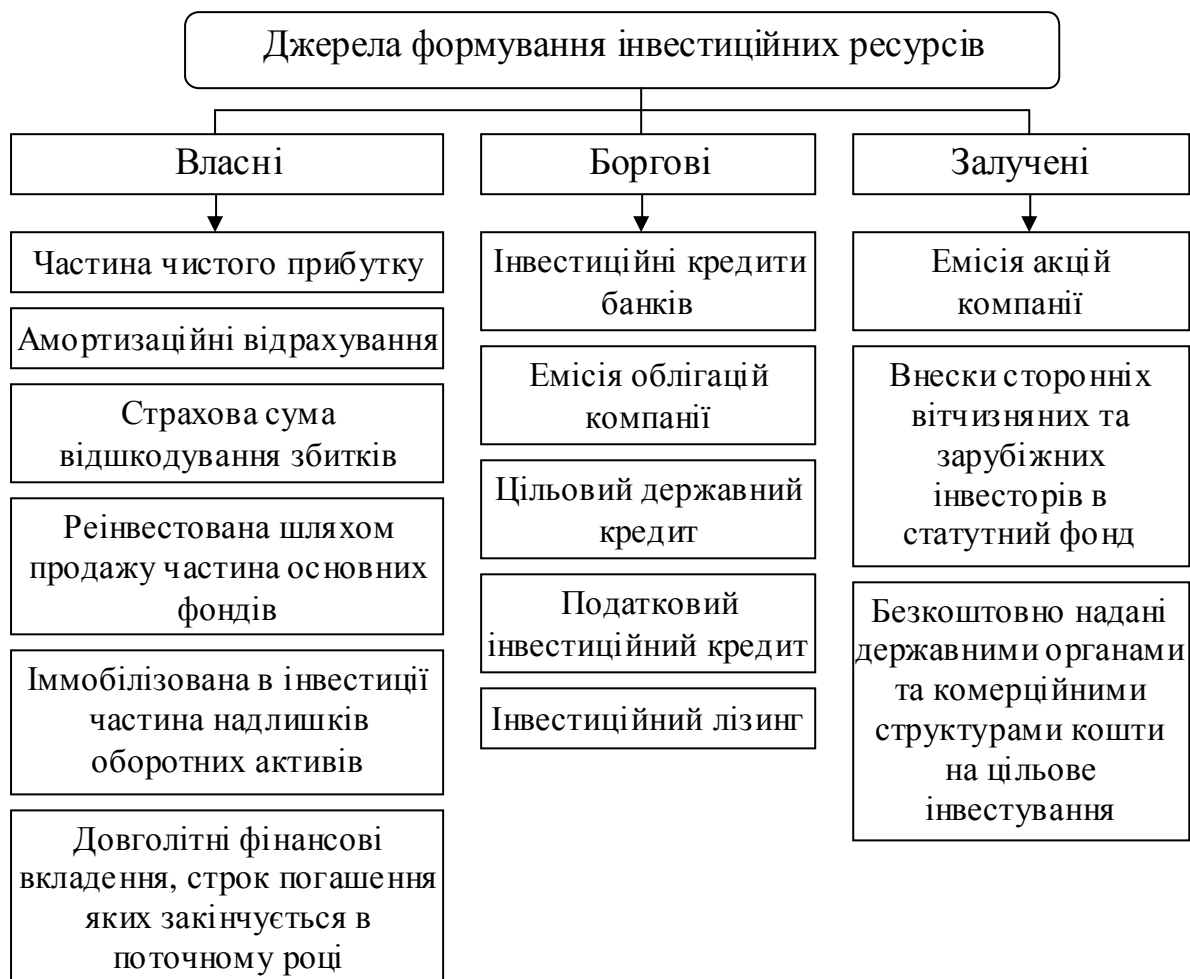 Джерела формування інвестиційних ресурсів
Власні
Боргові
Залучені
Частина чистого прибутку
Амортизаційні відрахування
Страхова сума
відшкодування збитків
Реінвестована шляхом
продажу частина основних
фондів
Іммобілізована в інвестиції
частина надлишків
оборотних активів
Довголітні фінансові
вкладення, строк погашення
яких закінчується в
поточному році
Інвестиційні кредити
банків
Емісія облігацій
компанії
Цільовий державний
кредит
Податковий
інвестиційний кредит
Інвестиційний лізинг
Емісія акцій
компанії
Внески сторонніх
вітчизняних та
зарубіжних
інвесторів в
статутний фонд
Безкоштовно надані
державними органами
та комерційними
структурами кошти
на цільове
інвестування